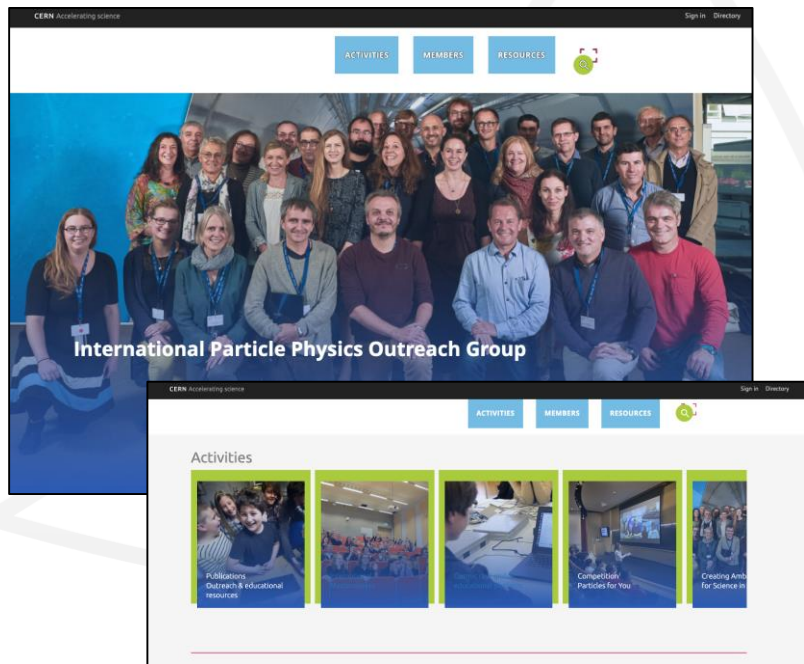 CERN Accelerating science
Sign in Directory
ACTIVITIES MEMBERS RESOURCES
International Particle Physics Outreach Group
CERN Accelerating science
Sign in Directory
ACTIVITIES MEMBERS RESOURCES
Activities
Publications
Outreach & educational
resources
Competition
Particles for You
Creating Amb
for Science in